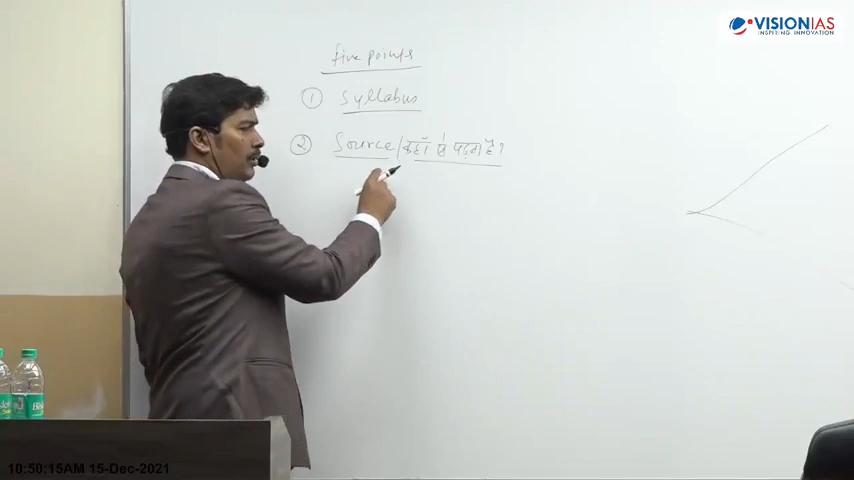 VISIONIAS
INSPIRING INNOVATION
five points
① Syllabus
② Source/कहाँ से पढ़ना है?
10:50:15AM 15-Dec-2021